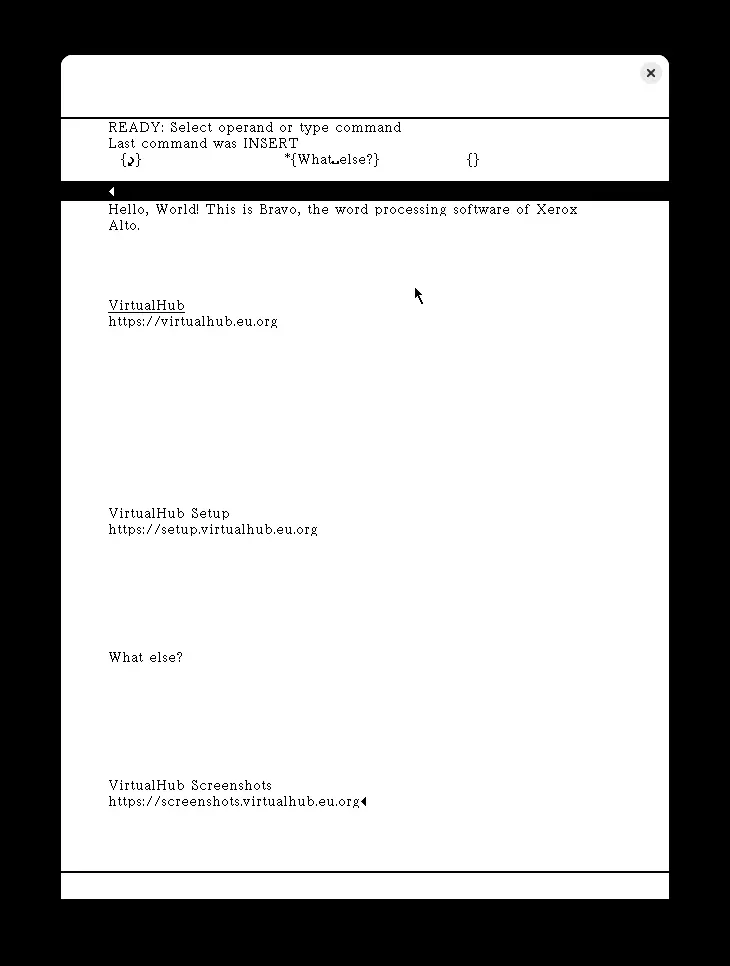 READY: Select operand or type command
Last command was INSERT
{} *{What␣else?} {}
Hello, World! This is Bravo, the word processing software of Xerox
Alto.
VirtualHub
https://virtualhub.eu.org
VirtualHub Setup
https://setup.virtualhub.eu.org
What else?
VirtualHub Screenshots
https://screenshots.virtualhub.eu.org